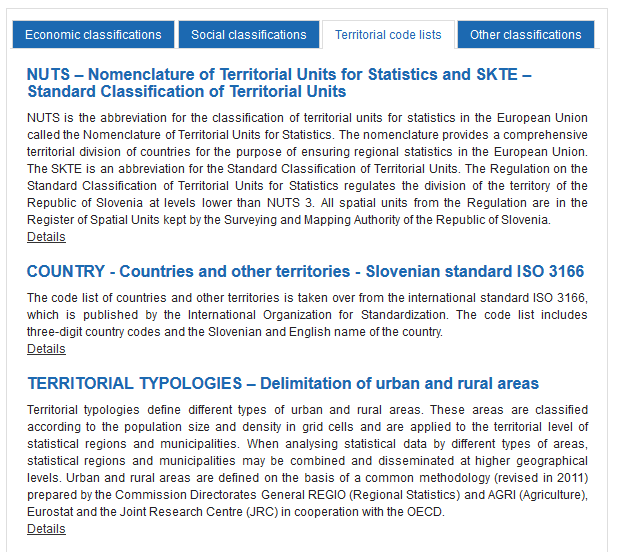 Economic classifications
Social classifications
Territorial code lists
Other classifications
NUTS – Nomenclature of Territorial Units for Statistics and SKTE –
Standard Classification of Territorial Units
NUTS is the abbreviation for the classification of territorial units for statistics in the European Union
called the Nomenclature of Territorial Units for Statistics. The nomenclature provides a comprehensive
territorial division of countries for the purpose of ensuring regional statistics in the European Union.
The SKTE is an abbreviation for the Standard Classification of Territorial Units. The Regulation on the
Standard Classification of Territorial Units for Statistics regulates the division of the territory of the
Republic of Slovenia at levels lower than NUTS 3. All spatial units from the Regulation are in the
Register of Spatial Units kept by the Surveying and Mapping Authority of the Republic of Slovenia.
Details
COUNTRY - Countries and other territories - Slovenian standard ISO 3166
The code list of countries and other territories is taken over from the international standard ISO 3166,
which is published by the International Organization for Standardization. The code list includes
three-digit country codes and the Slovenian and English name of the country.
Details
TERRITORIAL TYPOLOGIES – Delimitation of urban and rural areas
Territorial typologies define different types of urban and rural areas. These areas are classified
according to the population size and density in grid cells and are applied to the territorial level of
statistical regions and municipalities. When analysing statistical data by different types of areas,
statistical regions and municipalities may be combined and disseminated at higher geographical
levels. Urban and rural areas are defined on the basis of a common methodology (revised in 2011)
prepared by the Commission Directorates General REGIO (Regional Statistics) and AGRI (Agriculture),
Eurostat and the Joint Research Centre (JRC) in cooperation with the OECD.
Details